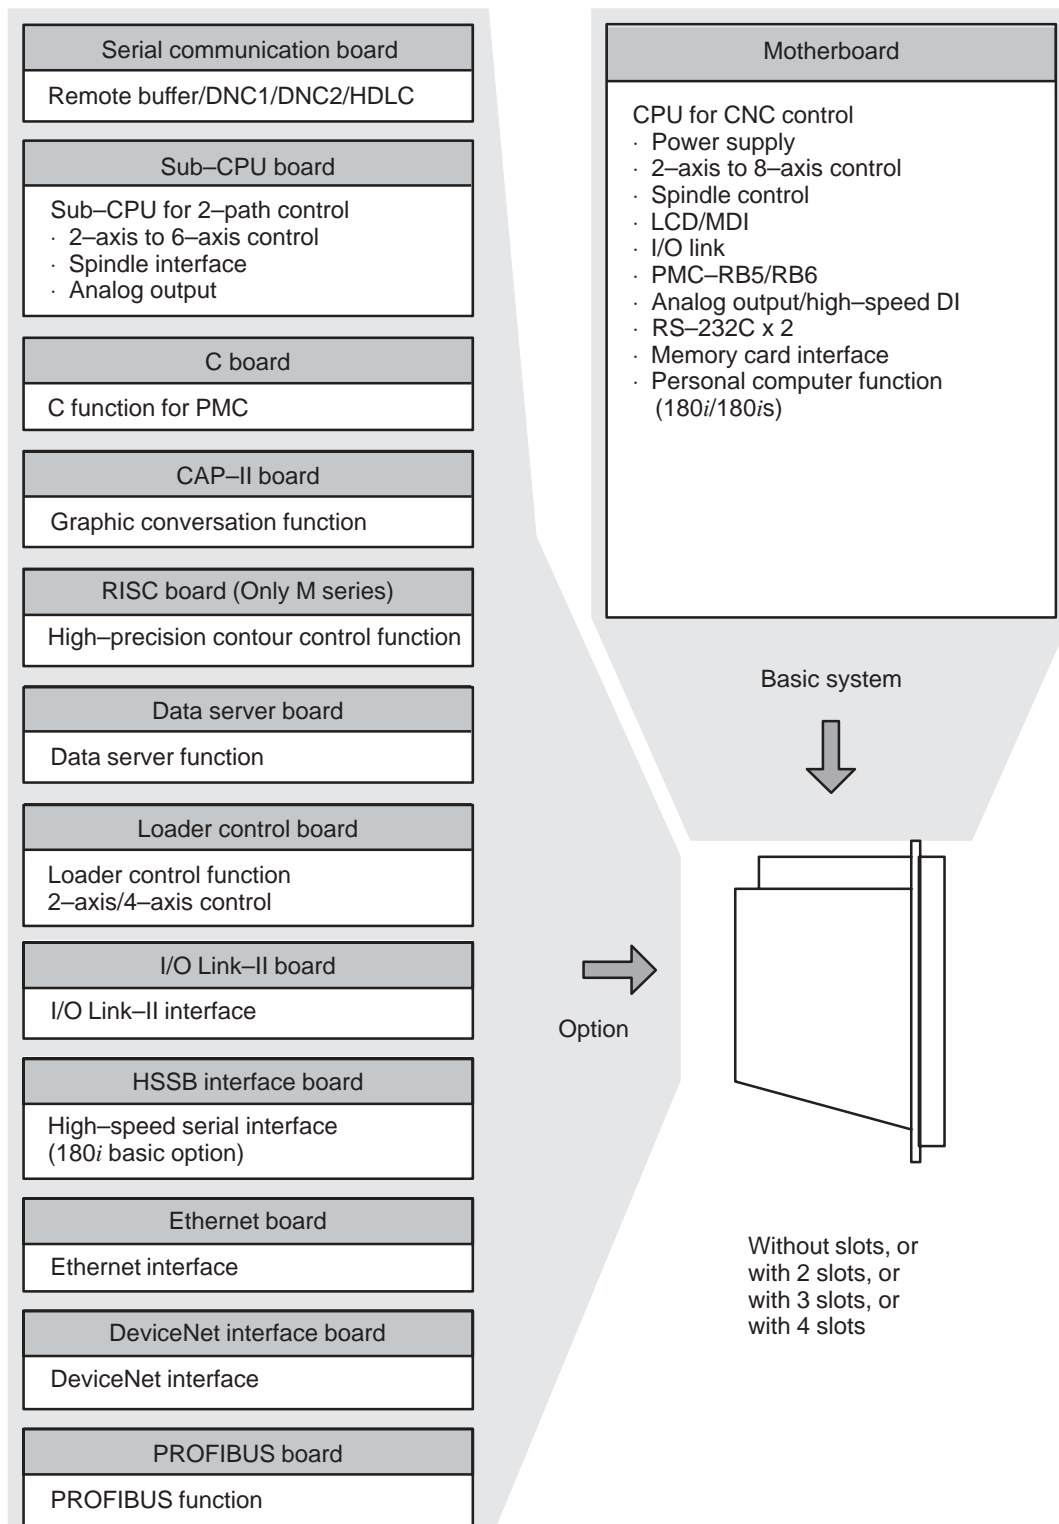 Serial communication board
Remote buffer/DNC1/DNC2/HDLC
Sub–CPU board
Sub–CPU for 2–path control
· 2–axis to 6–axis control
· Spindle interface
· Analog output
C board
C function for PMC
CAP–II board
Graphic conversation function
RISC board (Only M series)
High–precision contour control function
Data server board
Data server function
Loader control board
Loader control function
2–axis/4–axis control
I/O Link–II board
I/O Link–II interface
HSSB interface board
High–speed serial interface
(180i basic option)
Ethernet board
Ethernet interface
DeviceNet interface board
DeviceNet interface
PROFIBUS board
PROFIBUS function
Option
Motherboard
CPU for CNC control
· Power supply
· 2–axis to 8–axis control
· Spindle control
· LCD/MDI
· I/O link
· PMC–RB5/RB6
· Analog output/high–speed DI
· RS–232C x 2
· Memory card interface
· Personal computer function
(180i/180is)
Basic system
Without slots, or
with 2 slots, or
with 3 slots, or
with 4 slots